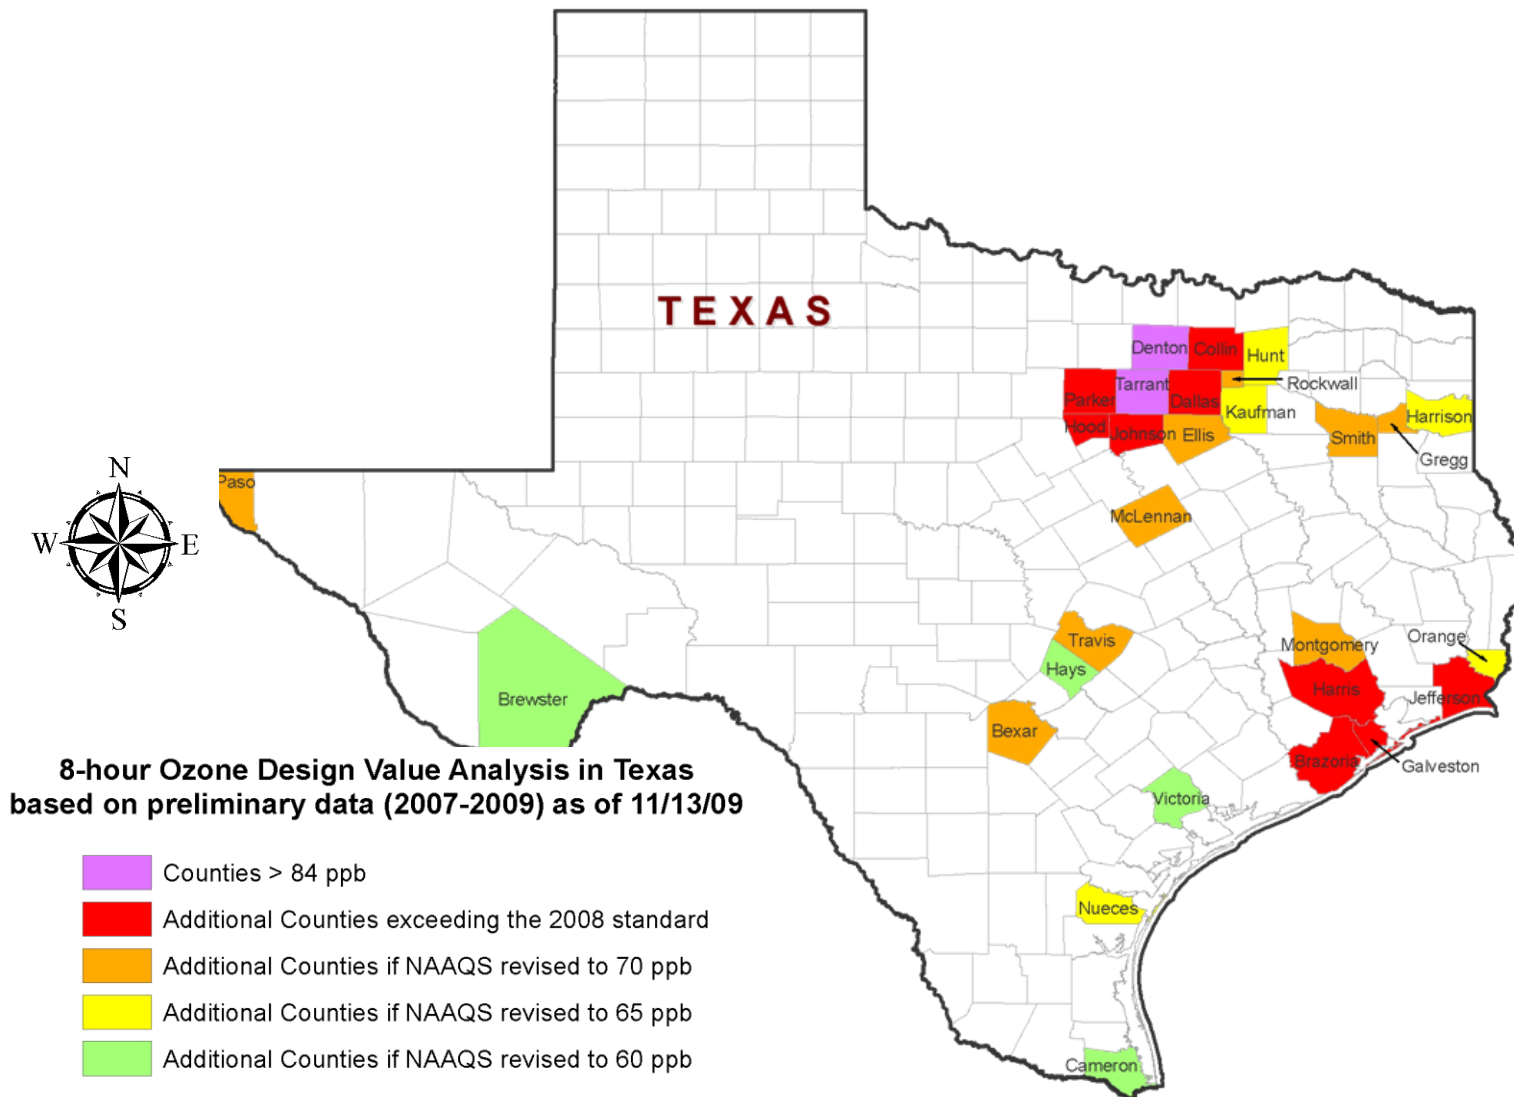 TEXAS
Denton
Collin
Hunt
Tarrant
Rockwall
Parker
Dallas
Kaufman
Harrison
Hood
Johnson
Ellis
Smith
Gregg
Paso
N
W
E
S
McLennan
Travis
Hays
Montgomery
Orange
Brewster
Harris
Jefferson
Bexar
Brazoria
Galveston
Victoria
8-hour Ozone Design Value Analysis in Texas
based on preliminary data (2007-2009) as of 11/13/09
Counties > 84 ppb
Additional Counties exceeding the 2008 standard
Nueces
Additional Counties if NAAQS revised to 70 ppb
Additional Counties if NAAQS revised to 65 ppb
Additional Counties if NAAQS revised to 60 ppb
Cameron